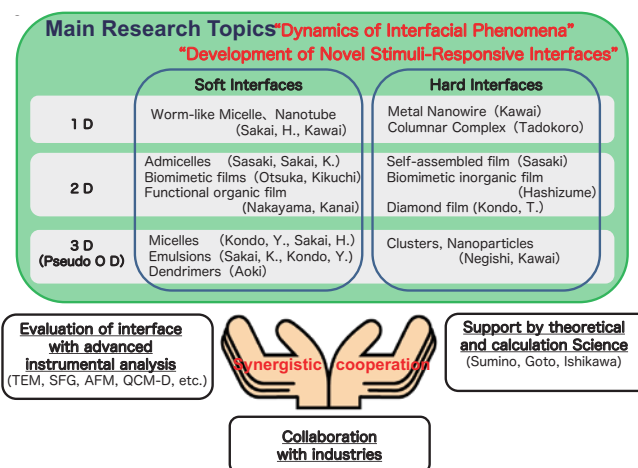 Main Research Topics "Dynamics of Interfacial Phenomena"
"Development of Novel Stimuli-Responsive Interfaces"
Soft Interfaces
Hard Interfaces
1 D
Worm-like Micelle、Nanotube
(Sakai, H., Kawai)
Metal Nanowire (Kawai)
Columnar Complex (Tadokoro)
2 D
Admicelles (Sasaki, Sakai, K.)
Biomimetic films (Otsuka, Kikuchi)
Functional organic film
(Nakayama, Kanai)
Self-assembled film (Sasaki)
Biomimetic inorganic film
(Hashizume)
Diamond film (Kondo, T.)
3 D
(Pseudo O D)
Micelles (Kondo, Y., Sakai, H.)
Emulsions (Sakai, K., Kondo, Y.)
Dendrimers (Aoki)
Clusters, Nanoparticles
(Negishi, Kawai)
Evaluation of interface
with advanced
instrumental analysis
(TEM, SFG, AFM, QCM-D, etc.)
Synergistic cooperation
Support by theoretical
and calculation Science
(Sumino, Goto, Ishikawa)
Collaboration
with industries